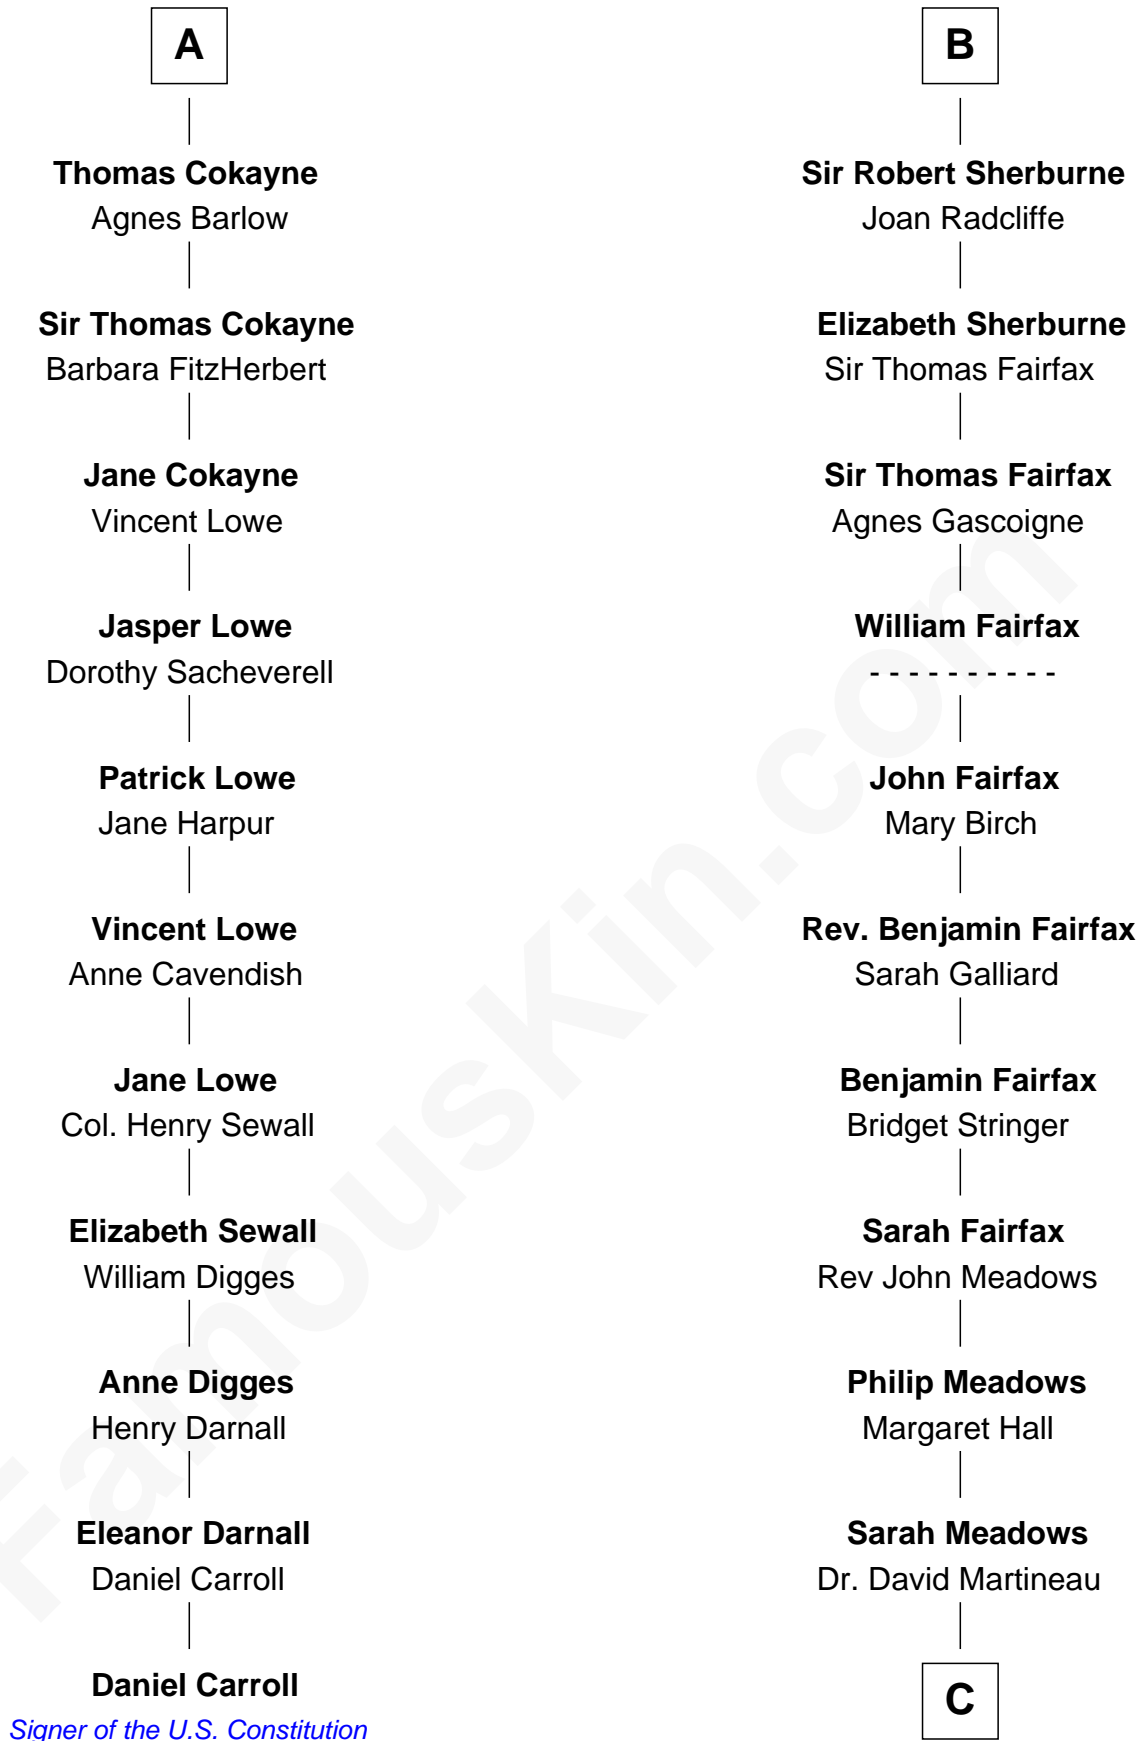 A
Thomas Cokayne
Agnes Barlow
Sir Thomas Cokayne
Barbara FitzHerbert
Jane Cokayne
Vincent Lowe
Jasper Lowe
Dorothy Sacheverell
Patrick Lowe
Jane Harpur
Vincent Lowe
Anne Cavendish
Jane Lowe
Col. Henry Sewall
Elizabeth Sewall
William Digges
Anne Digges
Henry Darnall
Eleanor Darnall
Daniel Carroll
Daniel Carroll
Signer of the U.S. Constitution
B
Sir Robert Sherburne
Joan Radcliffe
Elizabeth Sherburne
Sir Thomas Fairfax
Sir Thomas Fairfax
Agnes Gascoigne
William Fairfax
- - - - - - - - - -
John Fairfax
Mary Birch
Rev. Benjamin Fairfax
Sarah Galliard
Benjamin Fairfax
Bridget Stringer
Sarah Fairfax
Rev John Meadows
Philip Meadows
Margaret Hall
Sarah Meadows
Dr. David Martineau
C
FamousKin.com